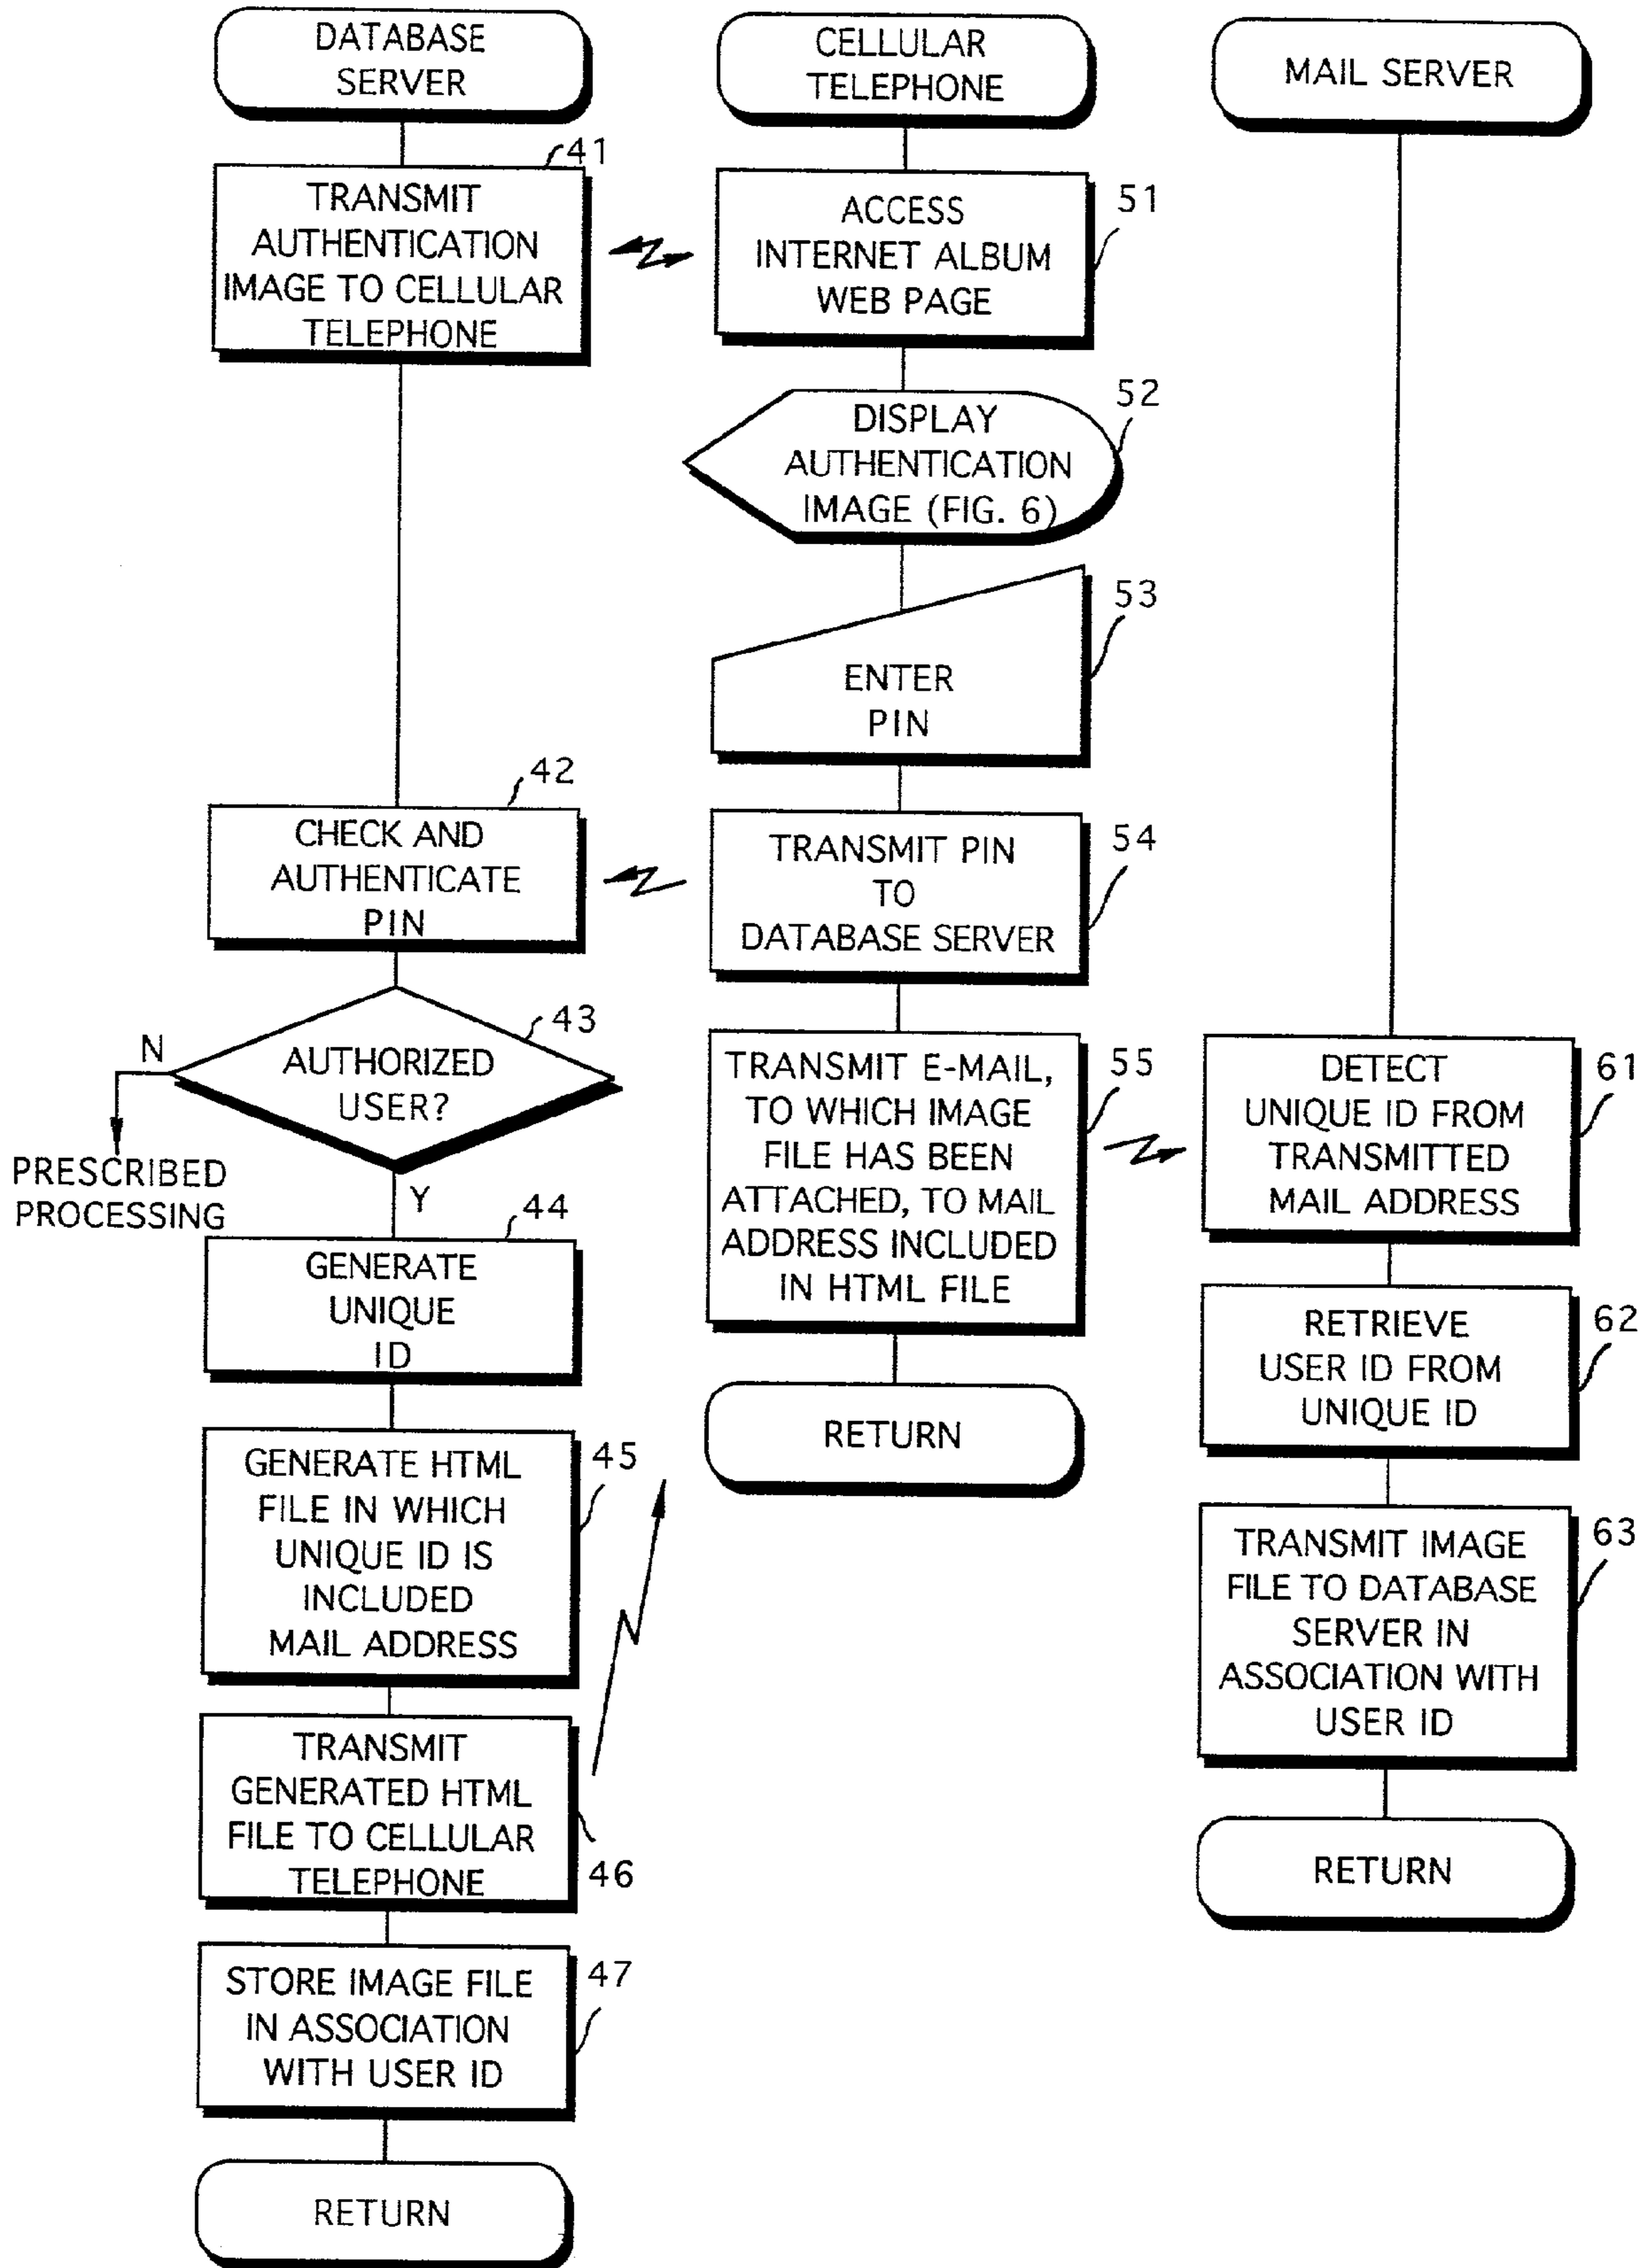 DATABASE
SERVER
41
TRANSMIT
AUTHENTICATION
IMAGE TO CELLULAR
TELEPHONE
42
CHECK AND
AUTHENTICATE
PIN
43
AUTHORIZED
USER?
N
PRESCRIBED
PROCESSING
Y
44
GENERATE
UNIQUE
ID
45
GENERATE HTML
FILE IN WHICH
UNIQUE ID IS
INCLUDED
MAIL ADDRESS
TRANSMIT
GENERATED HTML
FILE TO CELLULAR
TELEPHONE
46
STORE IMAGE FILE
IN ASSOCIATION
WITH USER ID
47
RETURN
CELLULAR
TELEPHONE
ACCESS
INTERNET ALBUM
WEB PAGE
51
DISPLAY
AUTHENTICATION
IMAGE (FIG. 6)
52
53
ENTER
PIN
TRANSMIT PIN
TO
DATABASE SERVER
54
TRANSMIT E-MAIL,
TO WHICH IMAGE
FILE HAS BEEN
ATTACHED, TO MAIL
ADDRESS INCLUDED
IN HTML FILE
55
RETURN
MAIL SERVER
DETECT
UNIQUE ID FROM
TRANSMITTED
MAIL ADDRESS
61
RETRIEVE
USER ID FROM
UNIQUE ID
62
TRANSMIT IMAGE
FILE TO DATABASE
SERVER IN
ASSOCIATION WITH
USER ID
63
RETURN